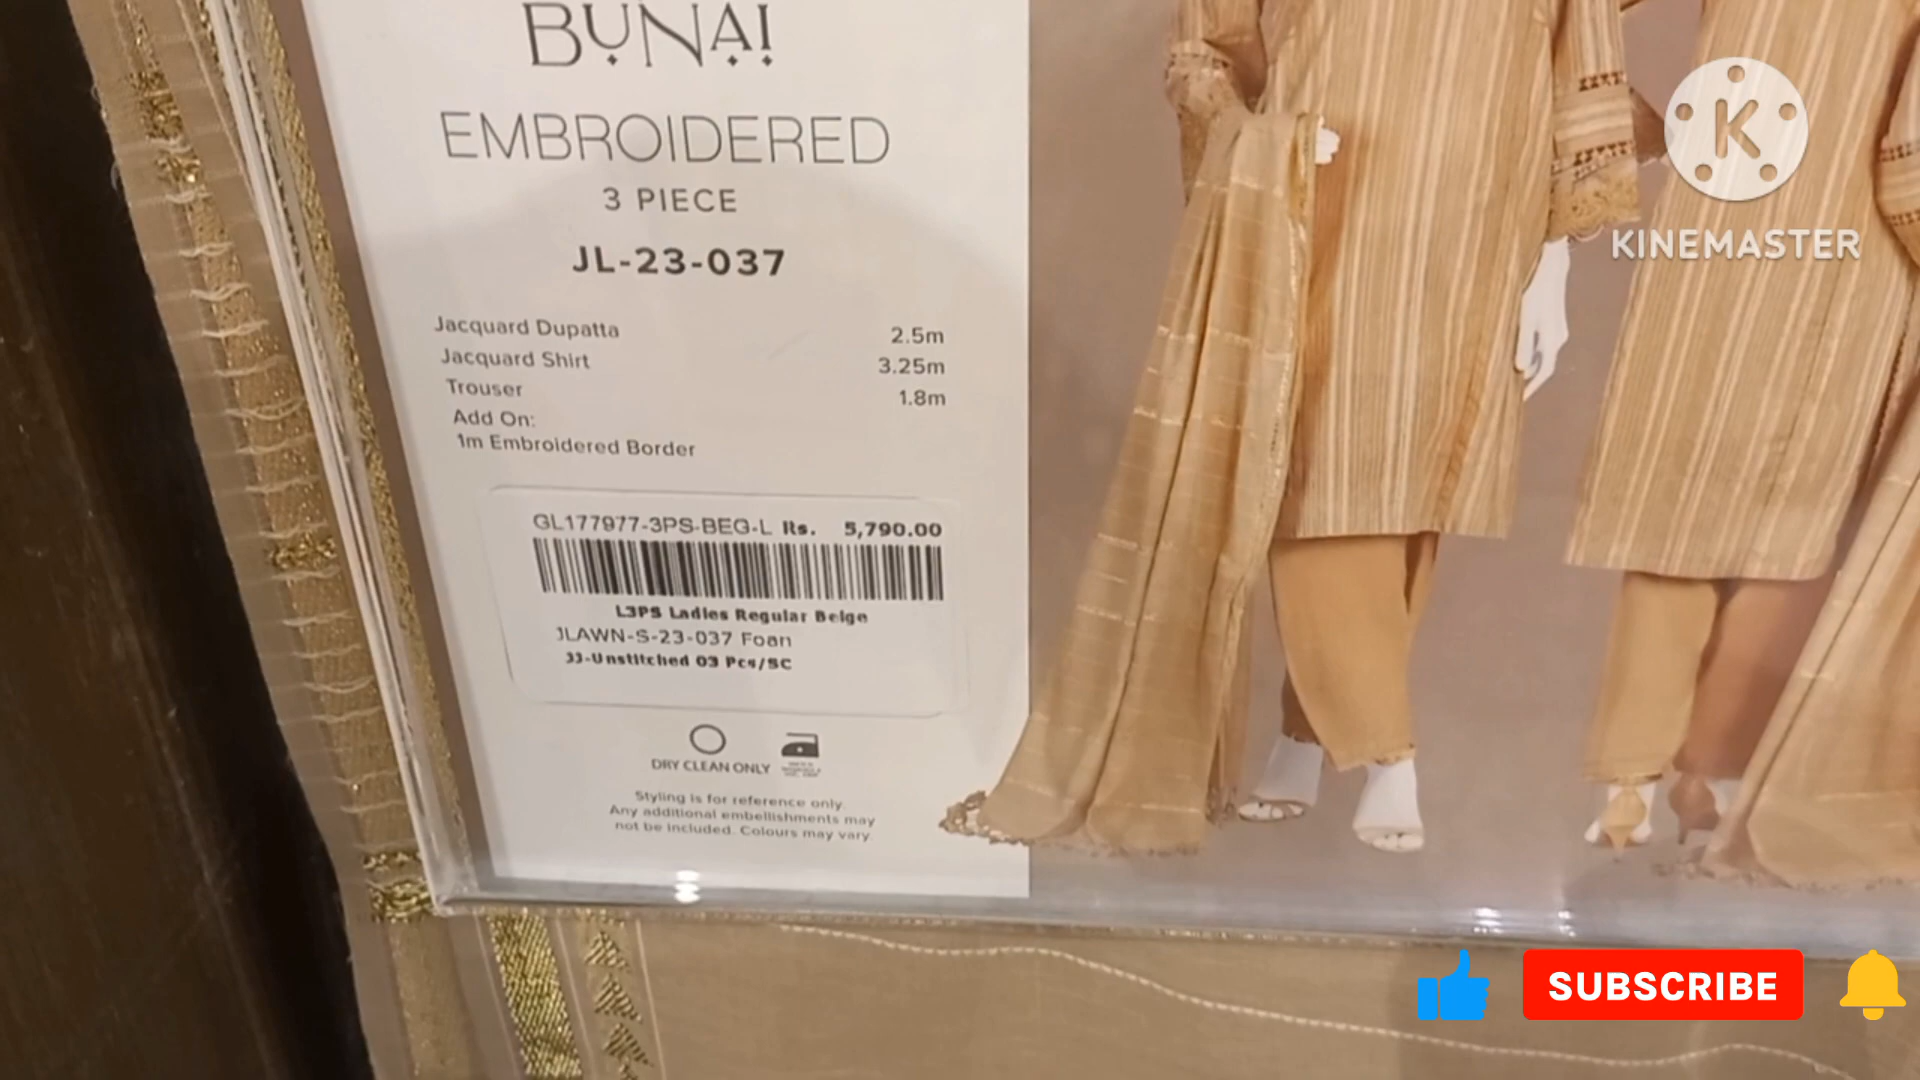 BUNAI
EMBROIDERED
3 PIECE
JL-23-037
Jacquard Dupatta 2.5m
Jacquard Shirt 3.25m
Trouser 1.8m
Add On:
1m Embroidered Border
GL177977-3PS-BEG-L Rs. 5,790.00
L3PS Ladies Regular Beige
JLAWN-S-23-037 Foan
JJ-Unstitched 03 Pcs/SC
DRY CLEAN ONLY
Styling is for reference only.
Any additional embellishments may
not be included. Colours may vary.
K
KINEMASTER
SUBSCRIBE